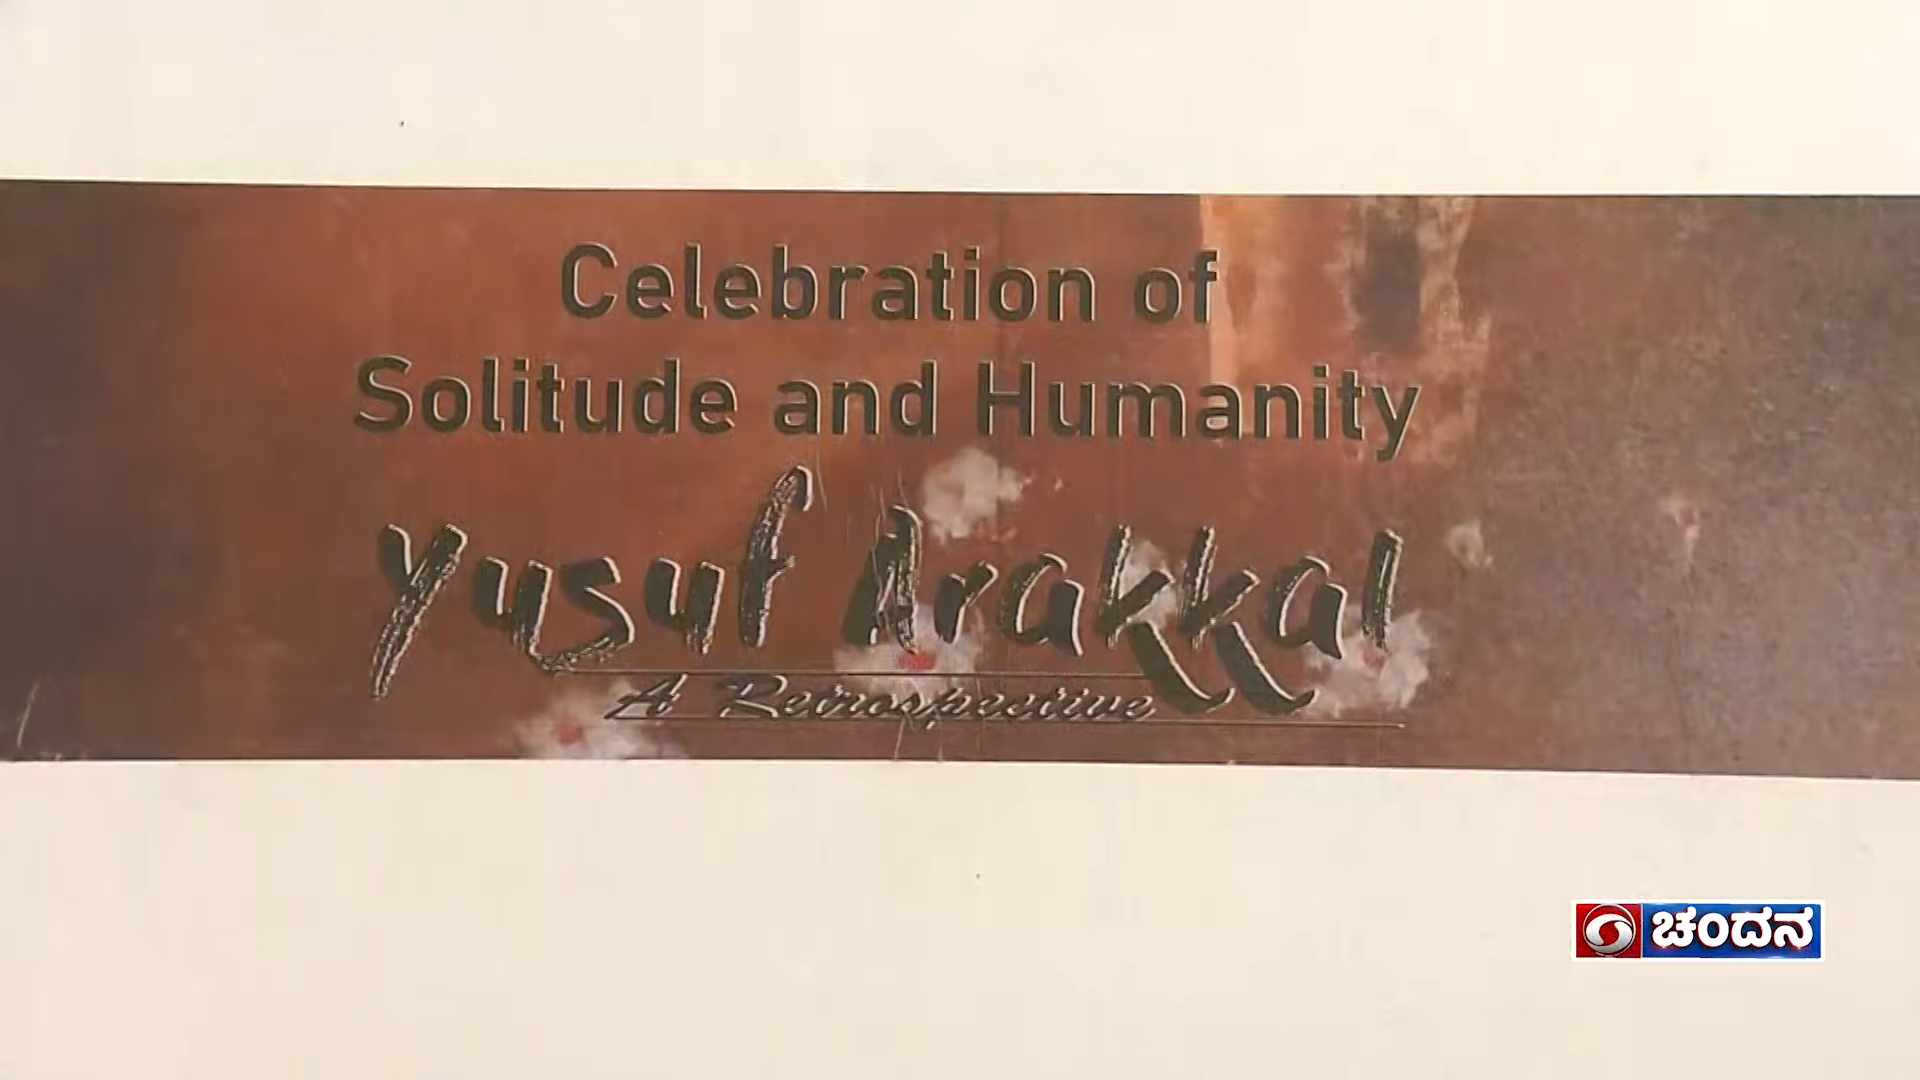 Celebration of
Solitude and Humanity
Yusuf Arakkal
A Retrospective
ಚಂದನ